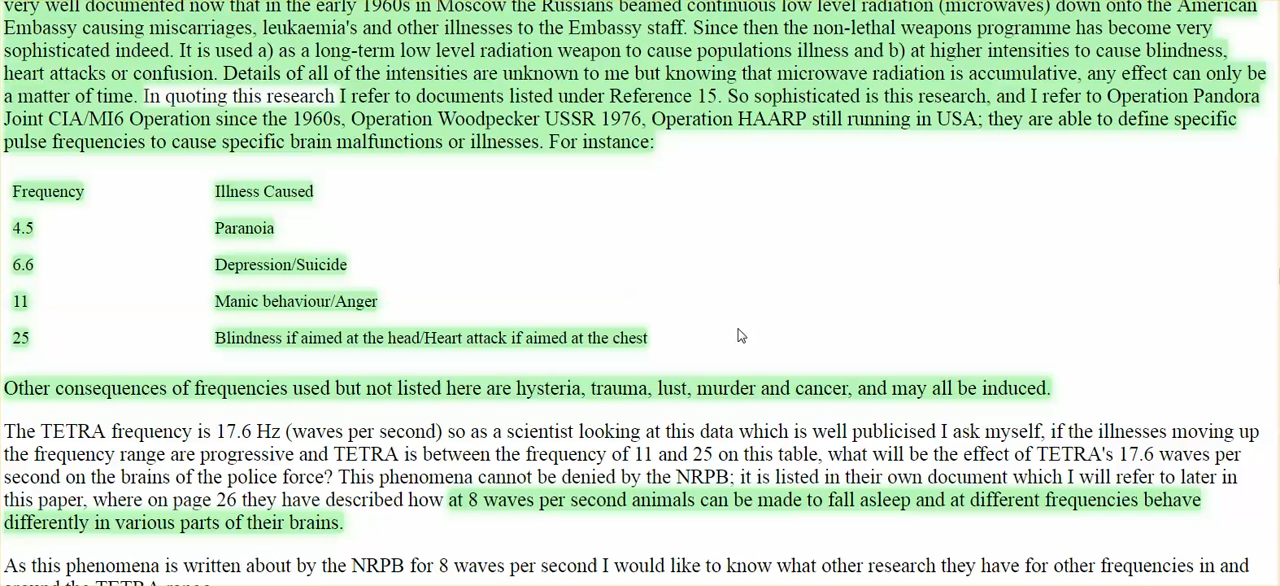 very well documented now that in the early 1960s in Moscow the Russians beamed continuous low level radiation (microwaves) down onto the American
Embassy causing miscarriages, leukaemia's and other illnesses to the Embassy staff. Since then the non-lethal weapons programme has become very
sophisticated indeed. It is used a) as a long-term low level radiation weapon to cause populations illness and b) at higher intensities to cause blindness,
heart attacks or confusion. Details of all of the intensities are unknown to me but knowing that microwave radiation is accumulative, any effect can only be
a matter of time. In quoting this research I refer to documents listed under Reference 15. So sophisticated is this research, and I refer to Operation Pandora
Joint CIA/MI6 Operation since the 1960s, Operation Woodpecker USSR 1976, Operation HAARP still running in USA; they are able to define specific
pulse frequencies to cause specific brain malfunctions or illnesses. For instance:
Frequency Illness Caused
4.5 Paranoia
6.6 Depression/Suicide
11 Manic behaviour/Anger
25 Blindness if aimed at the head/Heart attack if aimed at the chest
Other consequences of frequencies used but not listed here are hysteria, trauma, lust, murder and cancer, and may all be induced.
The TETRA frequency is 17.6 Hz (waves per second) so as a scientist looking at this data which is well publicised I ask myself, if the illnesses moving up
the frequency range are progressive and TETRA is between the frequency of 11 and 25 on this table, what will be the effect of TETRA's 17.6 waves per
second on the brains of the police force? This phenomena cannot be denied by the NRPB; it is listed in their own document which I will refer to later in
this paper, where on page 26 they have described how at 8 waves per second animals can be made to fall asleep and at different frequencies behave
differently in various parts of their brains.
As this phenomena is written about by the NRPB for 8 waves per second I would like to know what other research they have for other frequencies in and
around the TETRA range